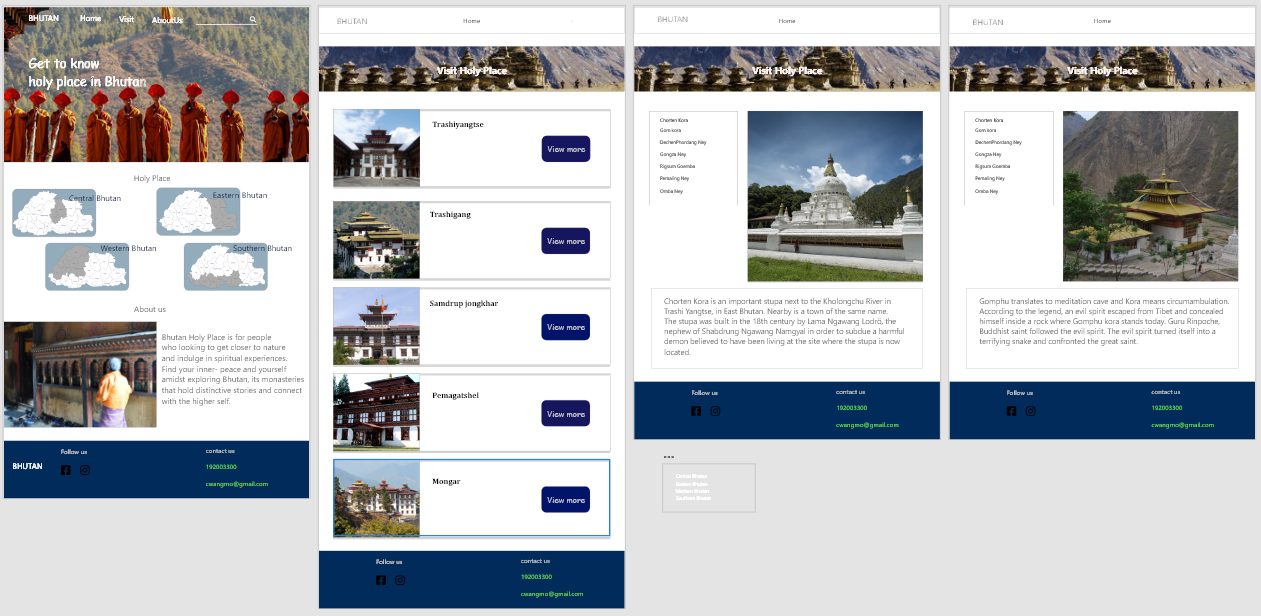 BHUTAN
Home
Visit
AboutUs
Get to know
holy place in Bhutan
Holy Place
Central Bhutan
Eastern Bhutan
Western Bhutan
Southern Bhutan
About us
Bhutan Holy Place is for people
who looking to get closer to nature
and indulge in spiritual experiences.
Find your inner- peace and yourself
amidst exploring Bhutan, its monasteries
that hold distinctive stories and connect
with the higher self.
BHUTAN
Follow us
contact us
192003300
cwangmo@gmail.com
BHUTAN
Home
Visit Holy Place
Trashiyangtse
View more
Trashigang
View more
Samdrup jongkhar
View more
Pemagatshel
View more
Mongar
View more
Follow us
contact us
192003300
cwangmo@gmail.com
BHUTAN
Home
Visit Holy Place
Chorten Kora
Gom kora
DechenPhordang Ney
Gongza Ney
Rigsum Goemba
Pemaling Ney
Omba Ney
Chorten Kora is an important stupa next to the Kholongchu River in
Trashi Yangtse, in East Bhutan. Nearby is a town of the same name.
The stupa was built in the 18th century by Lama Ngawang Lodrö, the
nephew of Shabdrung Ngawang Namgyal in order to subdue a harmful
demon believed to have been living at the site where the stupa is now
located.
Follow us
contact us
192003300
cwangmo@gmail.com
Central Bhutan
Eastern Bhutan
Western Bhutan
Southern Bhutan
BHUTAN
Home
Visit Holy Place
Chorten Kora
Gom kora
DechenPhordang Ney
Gongza Ney
Rigsum Goemba
Pemaling Ney
Omba Ney
Gomphu translates to meditation cave and Kora means circumambulation.
According to the legend, an evil spirit escaped from Tibet and concealed
himself inside a rock where Gomphu kora stands today. Guru Rinpoche,
Buddhist saint followed the evil spirit. The evil spirit turned itself into a
terrifying snake and confronted the great saint.
Follow us
contact us
192003300
cwangmo@gmail.com